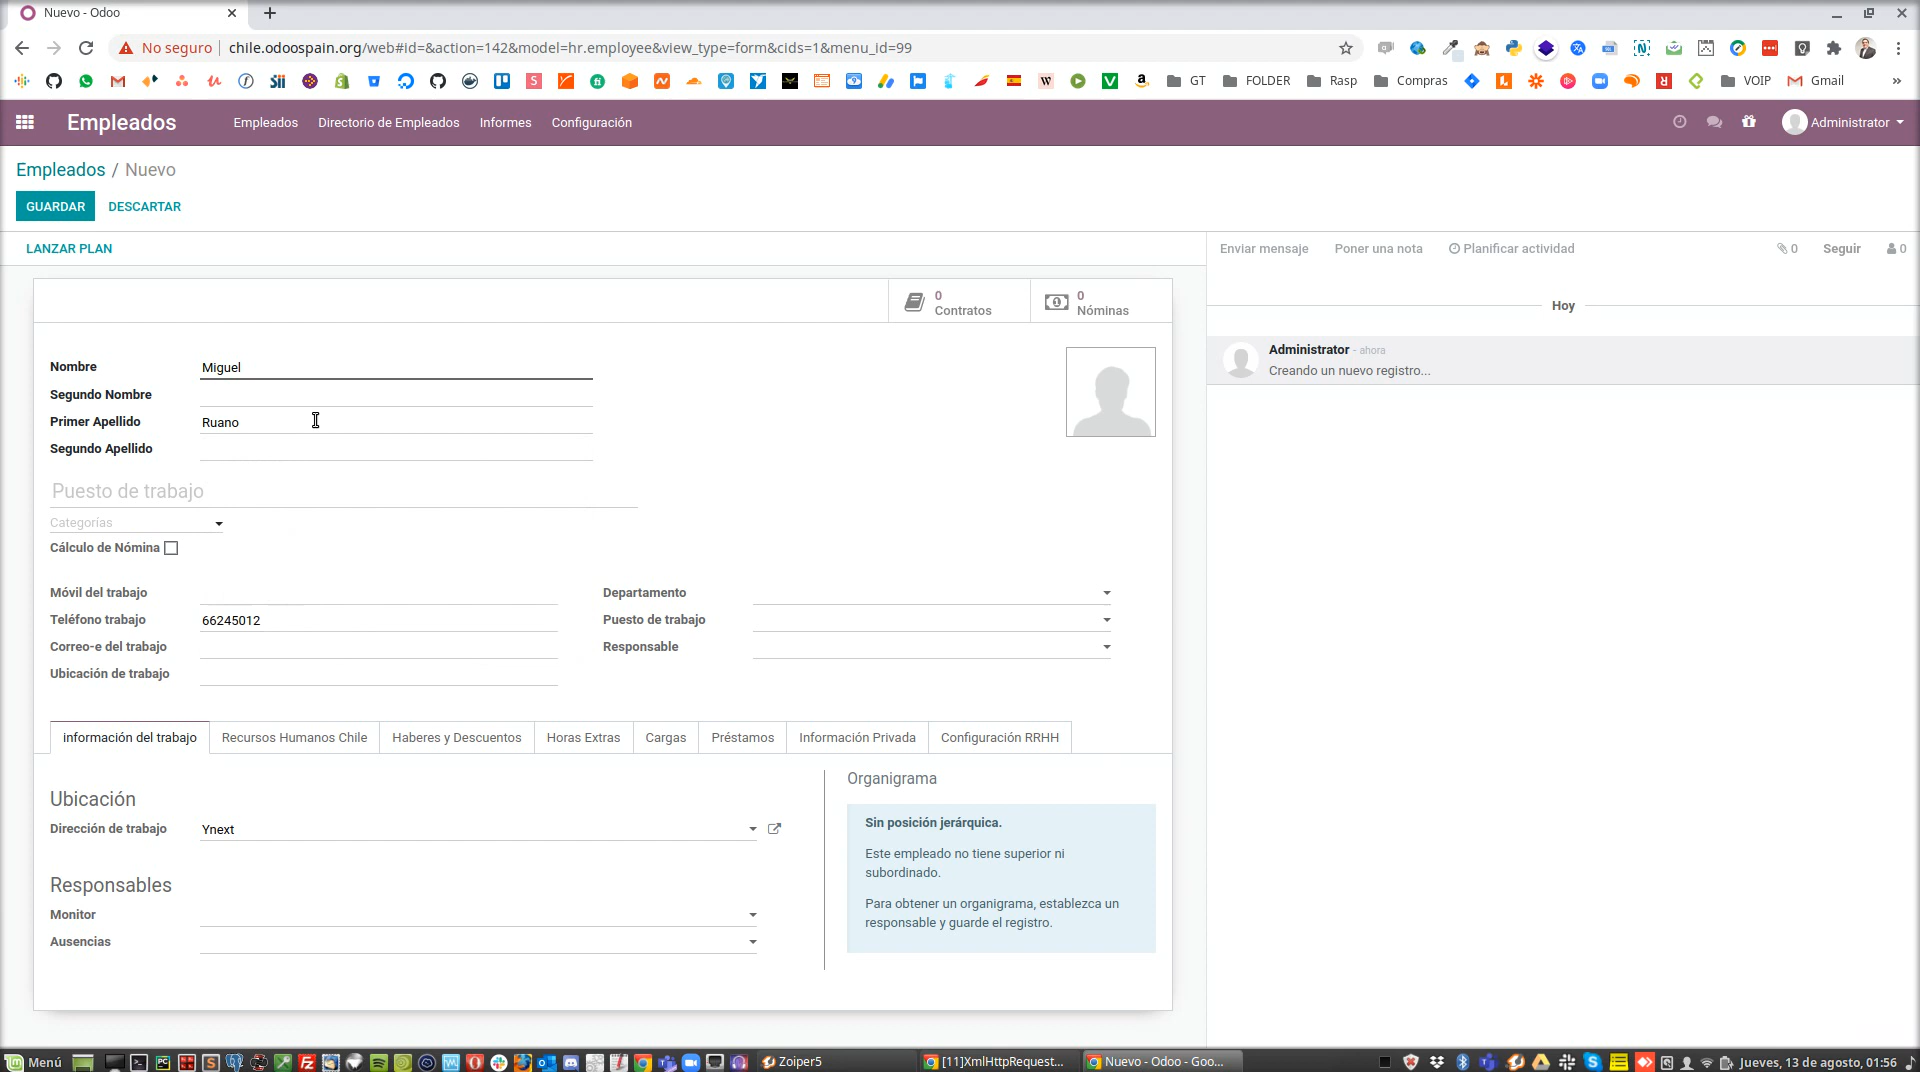 Nuevo - Odoo
No seguro
chile.odoospain.org/web#id=&action=142&model=hr.employee&view_type=form&cids=1&menu_id=99
GT
FOLDER
Rasp
Compras
VOIP
Gmail
»
Empleados
Empleados
Directorio de Empleados
Informes
Configuración
Administrator
Empleados / Nuevo
GUARDAR
DESCARTAR
LANZAR PLAN
Enviar mensaje
Poner una nota
Planificar actividad
0
Seguir
0
0
Contratos
0
Nóminas
Hoy
Administrator - ahora
Creando un nuevo registro...
Nombre
Miguel
Segundo Nombre
Primer Apellido
Ruano
Segundo Apellido
Puesto de trabajo
Categorías
Cálculo de Nómina
Móvil del trabajo
Departamento
Teléfono trabajo
66245012
Puesto de trabajo
Correo-e del trabajo
Responsable
Ubicación de trabajo
información del trabajo
Recursos Humanos Chile
Haberes y Descuentos
Horas Extras
Cargas
Préstamos
Información Privada
Configuración RRHH
Ubicación
Dirección de trabajo
Ynext
Responsables
Monitor
Ausencias
Organigrama
Sin posición jerárquica.
Este empleado no tiene superior ni
subordinado.
Para obtener un organigrama, establezca un
responsable y guarde el registro.
Menú
Zoiper5
[11]XmlHttpRequest...
Nuevo - Odoo - Goo...
Jueves, 13 de agosto, 01:56